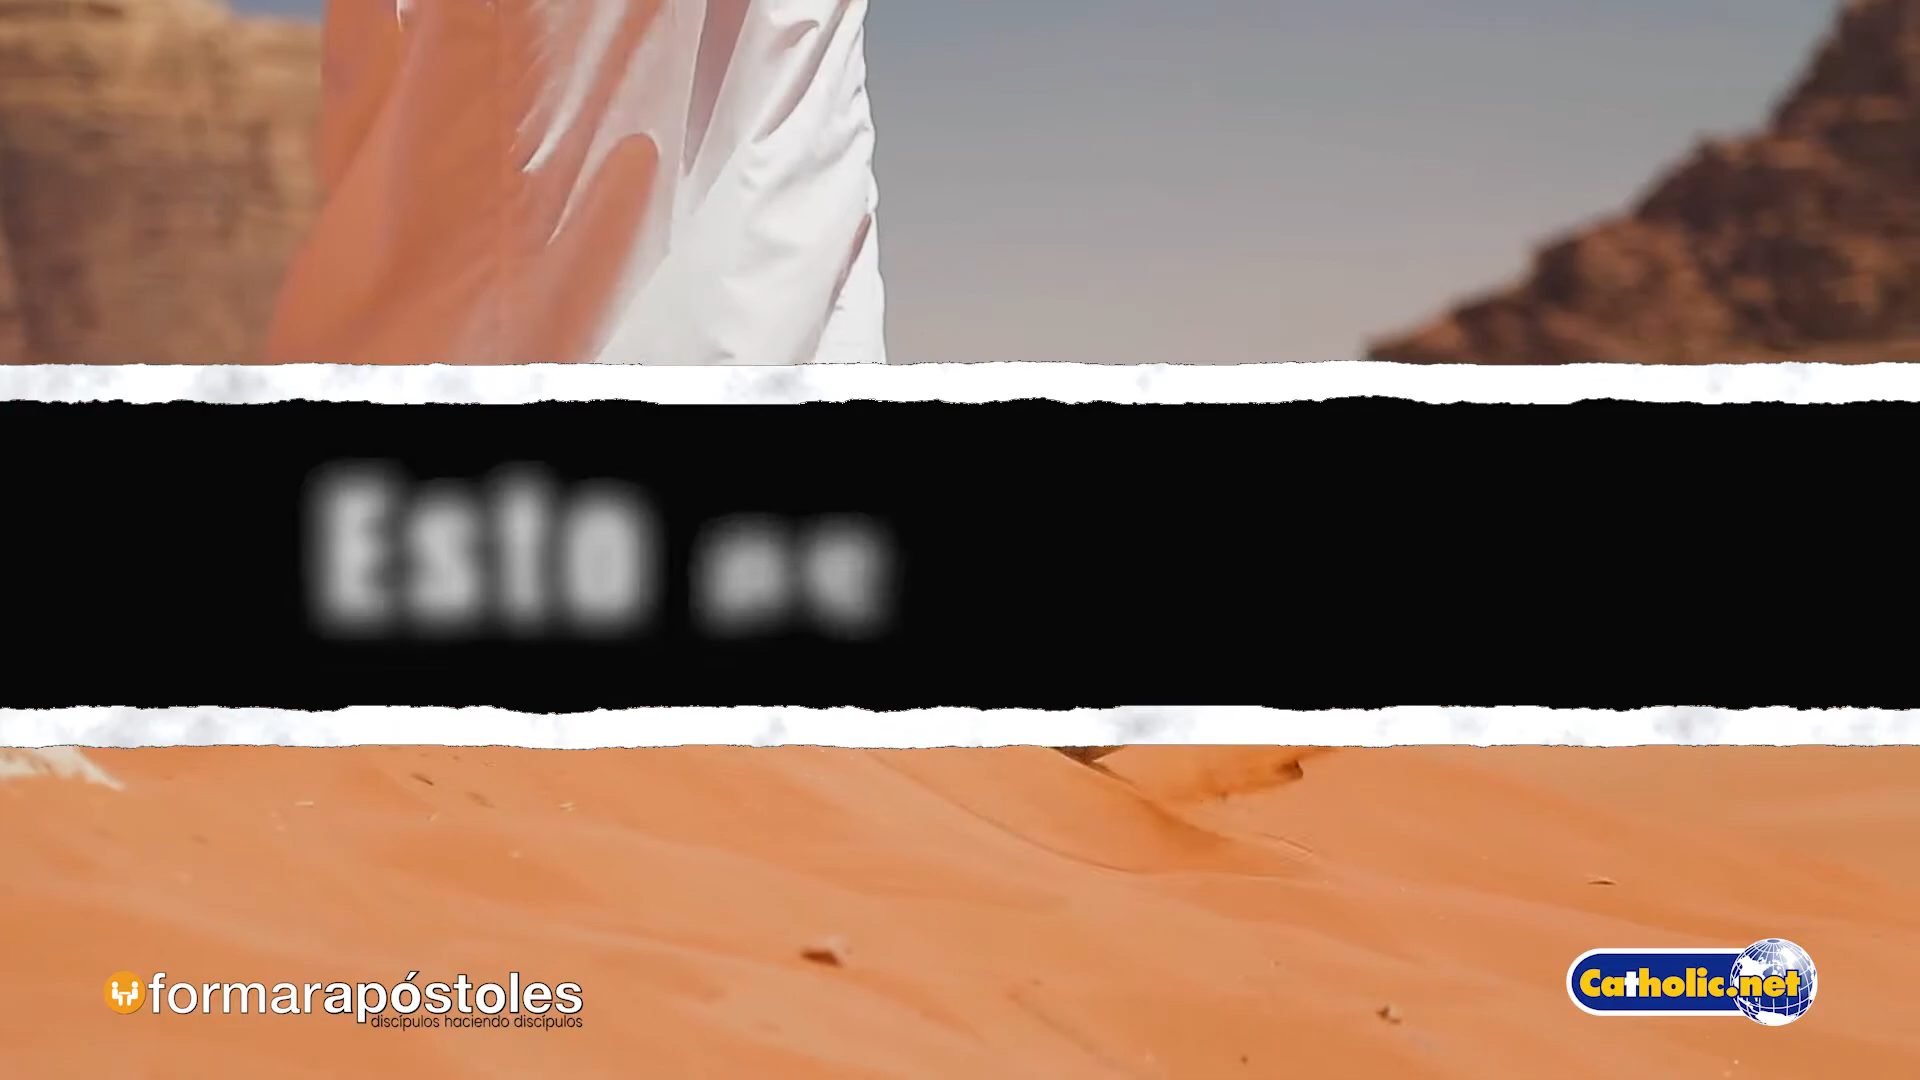 Esto
formarapóstoles
discípulos haciendo discípulos
Catholic.net